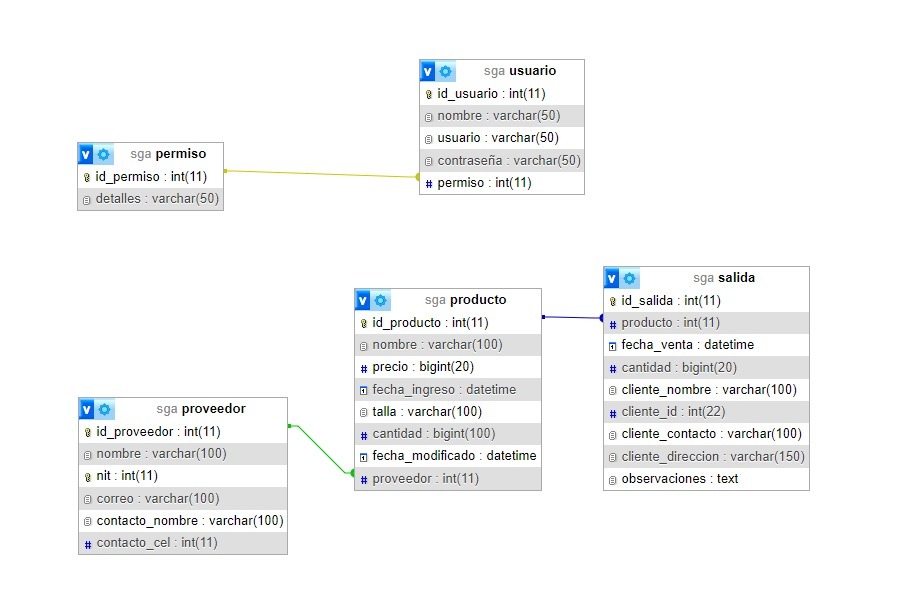 v sga usuario
id_usuario : int(11)
nombre : varchar(50)
usuario : varchar(50)
contraseña : varchar(50)
# permiso : int(11)
v sga permiso
id_permiso : int(11)
detalles : varchar(50)
v sga salida
id_salida : int(11)
# producto : int(11)
fecha_venta : datetime
# cantidad : bigint(20)
cliente_nombre : varchar(100)
# cliente_id : int(22)
cliente_contacto : varchar(100)
cliente_direccion : varchar(150)
observaciones : text
v sga producto
id_producto : int(11)
nombre : varchar(100)
# precio : bigint(20)
fecha_ingreso : datetime
talla : varchar(100)
# cantidad : bigint(100)
fecha_modificado : datetime
# proveedor : int(11)
v sga proveedor
id_proveedor : int(11)
nombre : varchar(100)
nit : int(11)
correo : varchar(100)
contacto_nombre : varchar(100)
# contacto_cel : int(11)